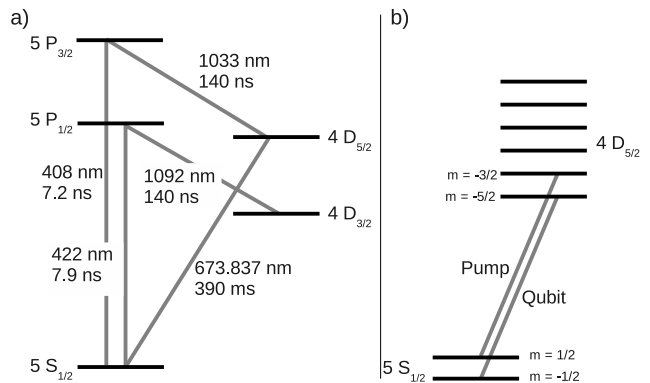 a)
5 P3/2
1033 nm
140 ns
5 P1/2
4 D5/2
408 nm
7.2 ns
1092 nm
140 ns
4 D3/2
422 nm
7.9 ns
673.837 nm
390 ms
5 S1/2
b)
4 D5/2
m = -3/2
m = -5/2
Pump
Qubit
5 S1/2
m = 1/2
m = -1/2